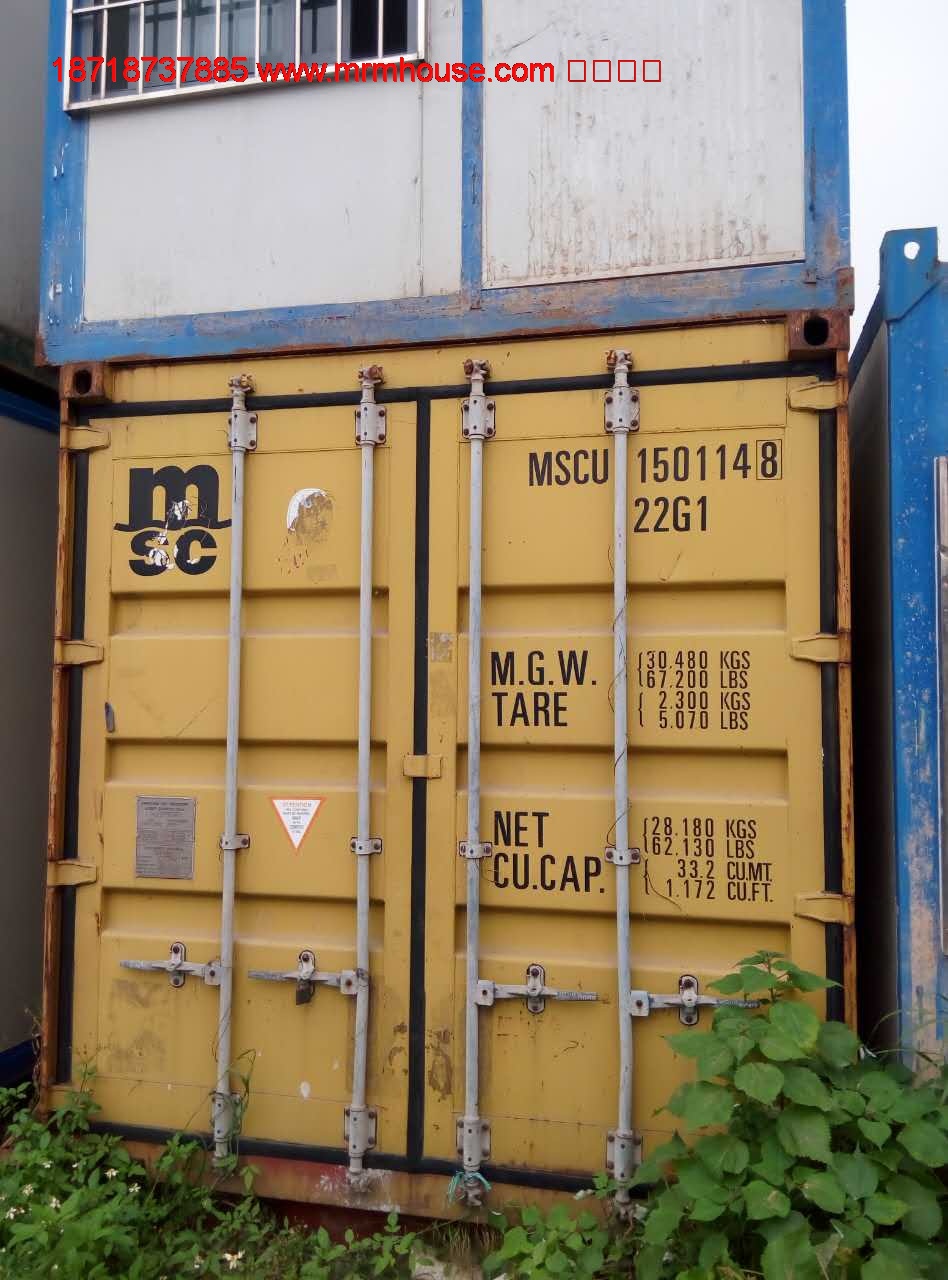 18718737885 www.mrmhouse.com
MSCU 150114 8
22G1
m
sc
M.G.W. 30.480 KGS
67.200 LBS
TARE 2.300 KGS
5.070 LBS
NET 28.180 KGS
62.130 LBS
CU.CAP. 33.2 CU.MT.
1.172 CU.FT.
ATTENTION